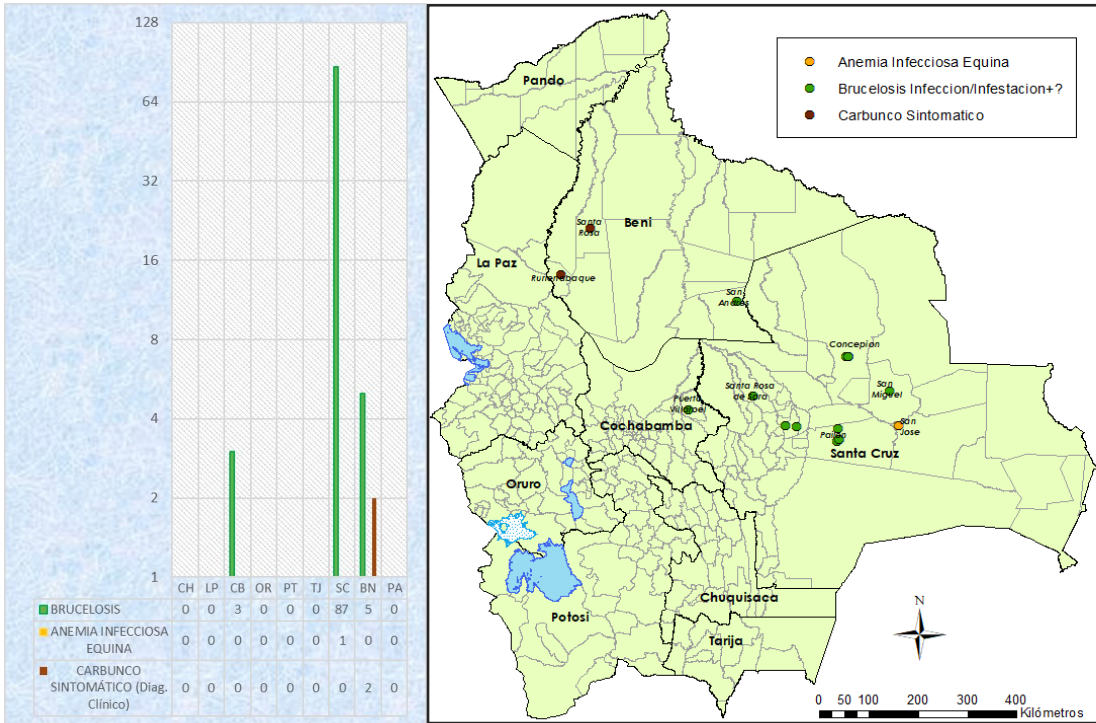 128
64
32
16
8
4
2
1
CH LP CB OR PT TJ SC BN PA
BRUCELOSIS 0 0 3 0 0 0 87 5 0
ANEMIA INFECCIOSA
EQUINA 0 0 0 0 0 0 1 0 0
CARBUNCO
SINTOMÁTICO (Diag.
Clínico) 0 0 0 0 0 0 0 2 0
Anemia Infecciosa Equina
Brucelosis Infeccion/Infestacion+?
Carbunco Sintomatico
Pando
Santa
Rosa
Beni
La Paz
Rurrenabaque
San
Andres
Concepion
San
Miguel
Santa Rosa
de Sara
Puerto
Villaroel
San
Jose
Cochabamba
Pailon
Santa Cruz
Oruro
Chuquisaca
Potosi
Tarija
N
0 50 100 200 300 400
Kilómetros